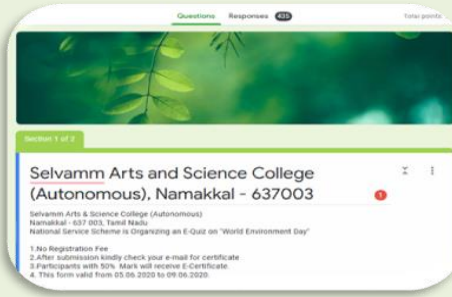 Questions Responses 435 Total points
Section 1 of 2
Selvamm Arts and Science College
(Autonomous), Namakkal - 637003
1
Selvamm Arts & Science College (Autonomous)
Namakkal - 637 003, Tamil Nadu
National Service Scheme is Organizing an E-Quiz on "World Environment Day"
1.No Registration Fee
2.After submission kindly check your e-mail for certificate
3.Participants with 50% Mark will receive E-Certificate.
4. This form valid from 05.06.2020 to 09.06.2020.